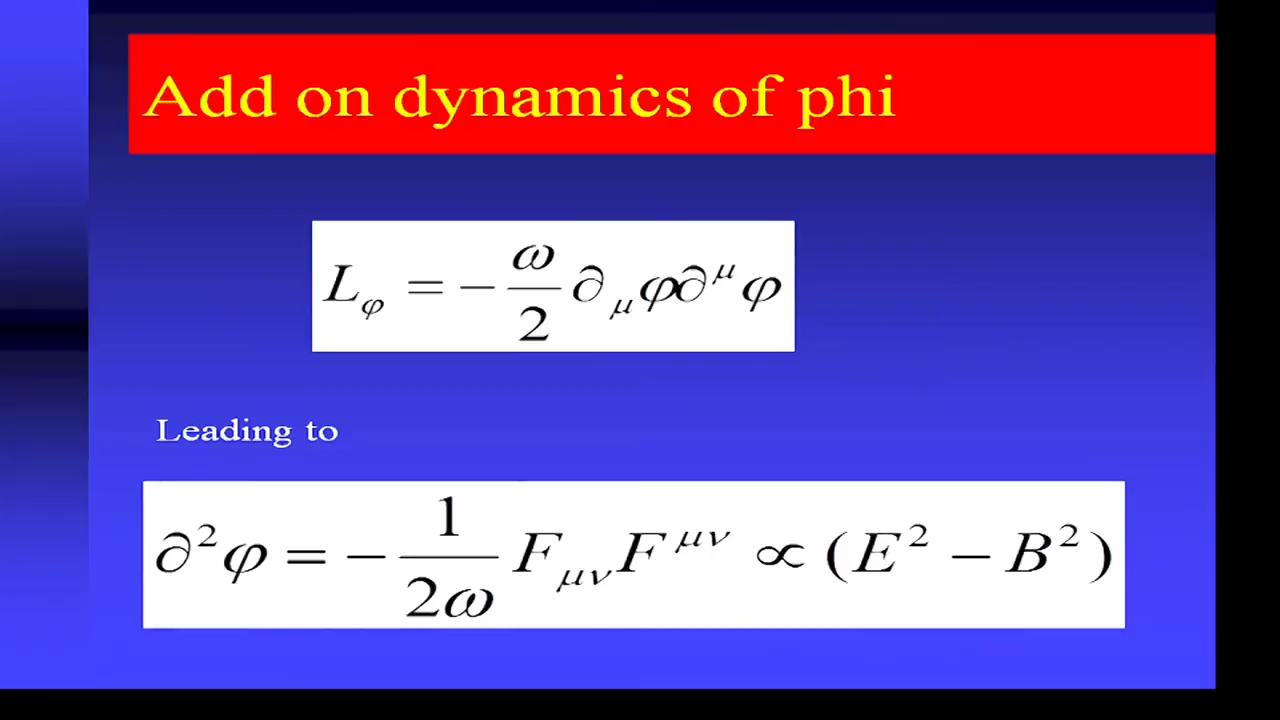 Add on dynamics of phi
L_φ = − ω/2 ∂_μ φ ∂^μ φ
Leading to
∂²φ = − 1/(2ω) F_μν F^μν ∝ (E² − B²)